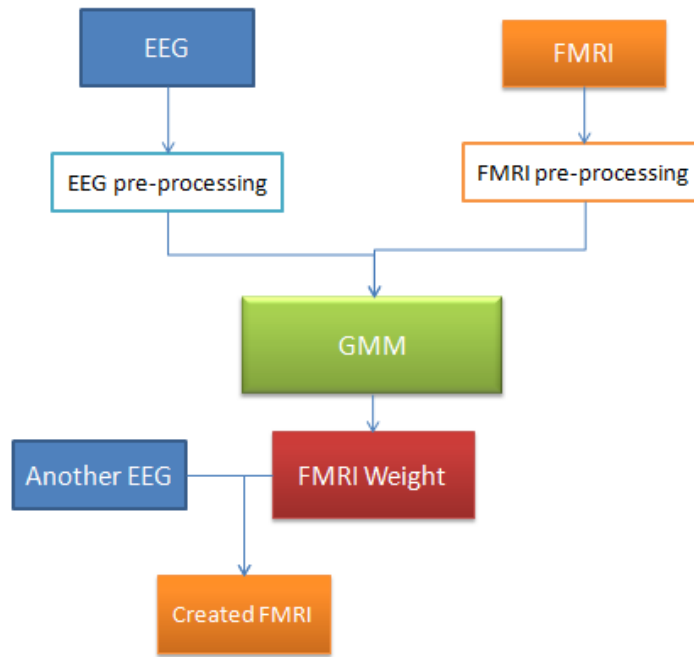 EEG
FMRI
EEG pre-processing
FMRI pre-processing
GMM
Another EEG
FMRI Weight
Created FMRI